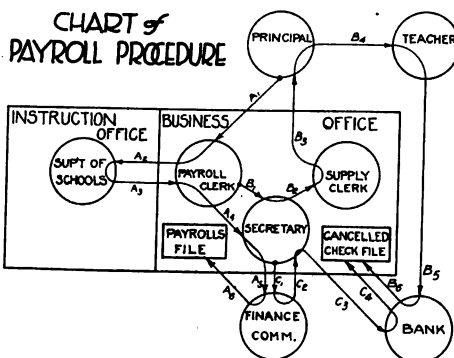 CHART of
PAYROLL PROCEDURE
PRINCIPAL
B4
TEACHER
A1
INSTRUCTION
OFFICE
BUSINESS
OFFICE
B3
A2
SUPT OF
SCHOOLS
A3
PAYROLL
CLERK
B1
B2
SUPPLY
CLERK
A4
SECRETARY
PAYROLLS
FILE
CANCELLED
CHECK FILE
B5
A5
C1
C2
C3
C4
B6
A6
FINANCE
COMM.
BANK